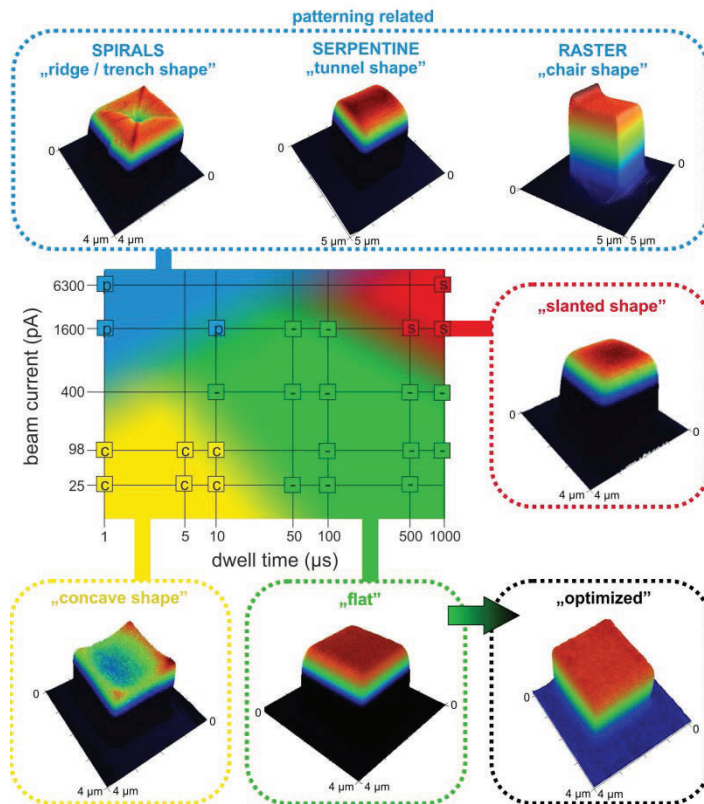 patterning related
SPIRALS
„ridge / trench shape”
SERPENTINE
„tunnel shape”
RASTER
„chair shape”
0
0
4 µm 4 µm
0
0
5 µm 5 µm
0
0
5 µm 5 µm
beam current (pA)
6300
1600
400
98
25
p
s
p
p
-
-
s
s
-
-
-
-
-
c
c
c
-
-
-
c
c
c
-
-
-
1
5
10
50
100
500
1000
dwell time (µs)
„slanted shape”
0
0
4 µm 4 µm
„concave shape”
0
0
4 µm 4 µm
„flat”
0
0
4 µm 4 µm
„optimized”
0
0
4 µm 4 µm